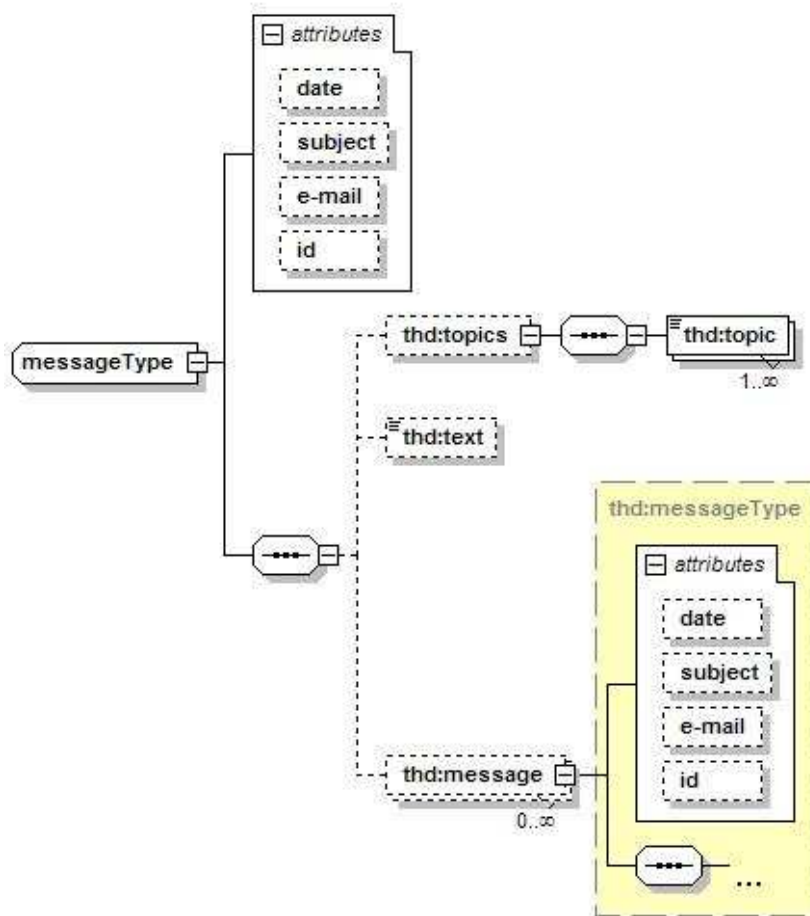 attributes
date
subject
e-mail
id
messageType
thd:topics
thd:topic
1..∞
thd:text
thd:messageType
attributes
date
subject
e-mail
id
thd:message
0..∞
...